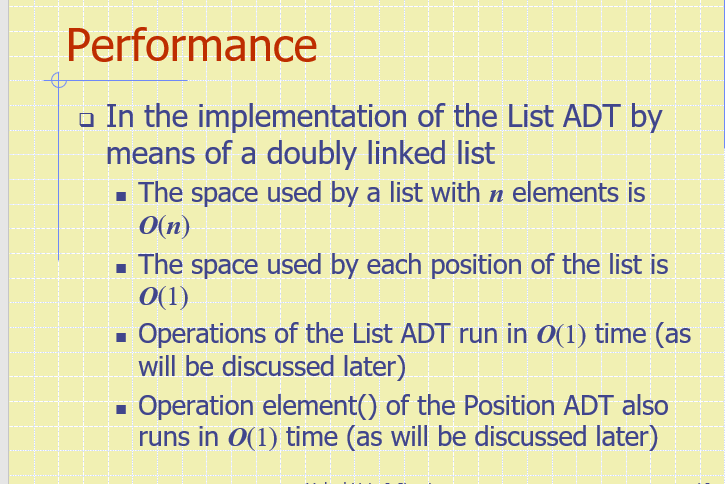 Performance
In the implementation of the List ADT by
means of a doubly linked list
The space used by a list with n elements is
O(n)
The space used by each position of the list is
O(1)
Operations of the List ADT run in O(1) time (as
will be discussed later)
Operation element() of the Position ADT also
runs in O(1) time (as will be discussed later)